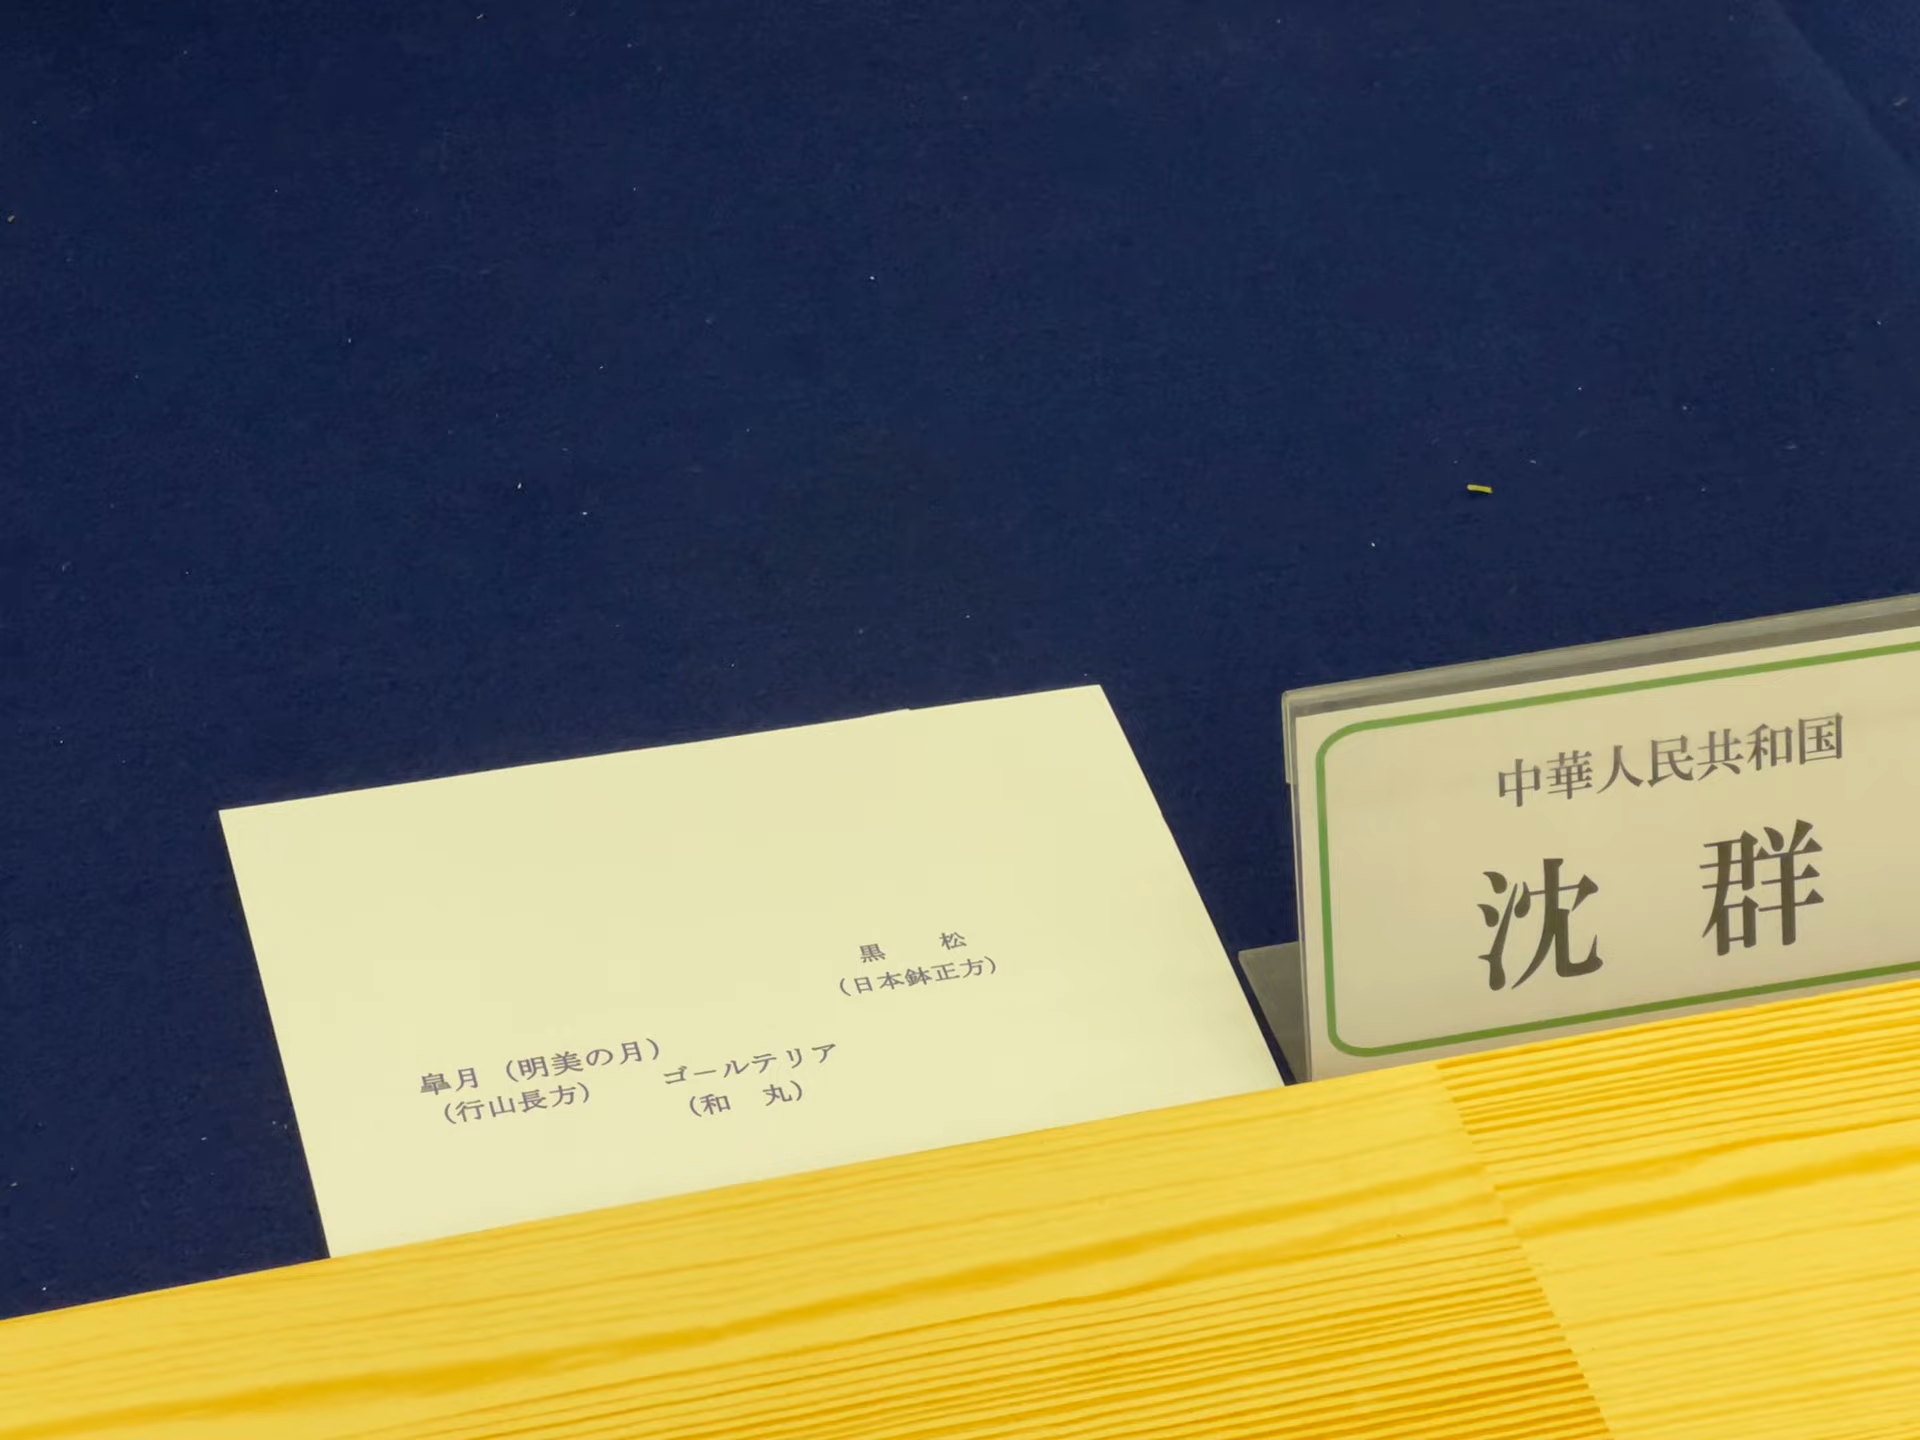 黒　松
（日本鉢正方）
皐月（明美の月）
（行山長方）
ゴールテリア
（和　丸）
中華人民共和国
沈　群